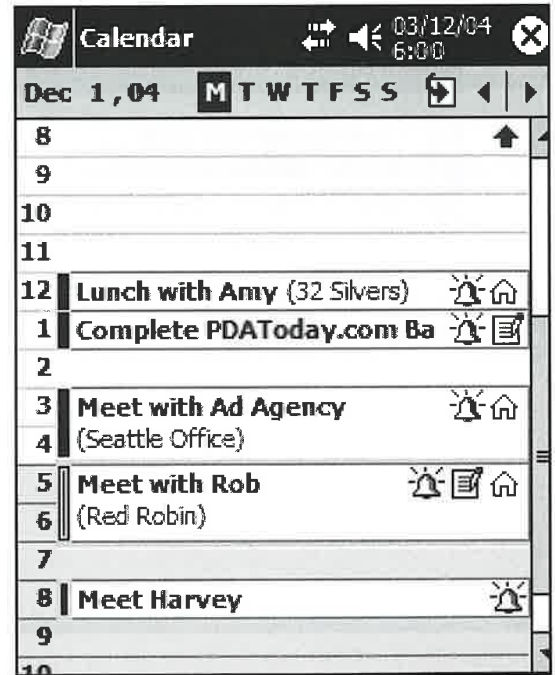 Calendar 03/12/04
6:00
Dec 1,04 M T W T F S S
8
9
10
11
12 Lunch with Amy (32 Silvers)
1 Complete PDAToday.com Ba
2
3 Meet with Ad Agency
4 (Seattle Office)
5 Meet with Rob
6 (Red Robin)
7
8 Meet Harvey
9
10